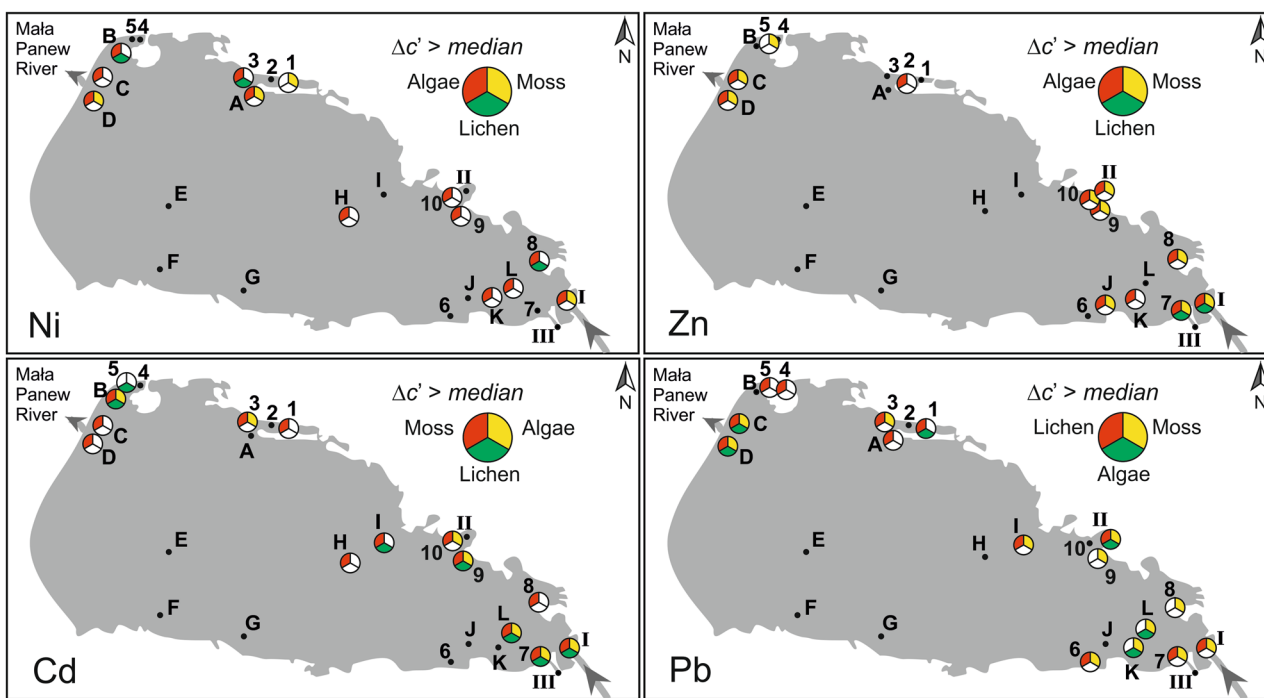 Mała
Panew
River
B 54
C
D
3 2 1
A
Δc' > median
Algae Moss
Lichen
N
E
F
G
H
I
II
10
9
8
L
J
K
6
7
I
III
Ni
Mała
Panew
River
5
B 4
C
D
3 2 1
A
Δc' > median
Algae Moss
Lichen
N
E
F
G
H
I
II
10
9
8
L
J
K
6
7
I
III
Zn
Mała
Panew
River
5 4
B
C
D
3 2 1
A
Δc' > median
Moss Algae
Lichen
N
E
F
G
H
I
II
10
9
8
L
J
K
6
7
I
III
Cd
Mała
Panew
River
5 4
B
C
D
3 2 1
A
Δc' > median
Lichen Moss
Algae
N
E
F
G
H
I
II
10
9
8
L
J
K
6
7
I
III
Pb